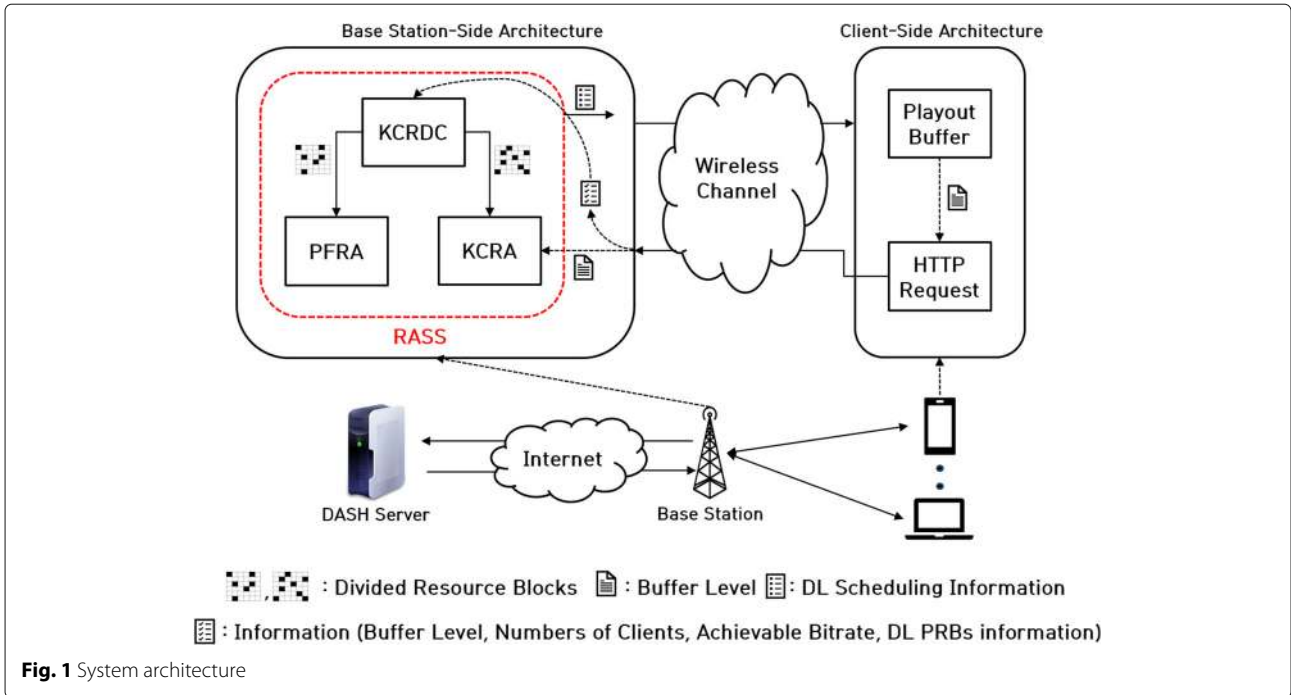 Base Station-Side Architecture
Client-Side Architecture
KCRDC
PFRA
KCRA
RASS
Wireless
Channel
Playout
Buffer
HTTP
Request
DASH Server
Internet
Base Station
: Divided Resource Blocks : Buffer Level : DL Scheduling Information
: Information (Buffer Level, Numbers of Clients, Achievable Bitrate, DL PRBs information)
Fig. 1 System architecture